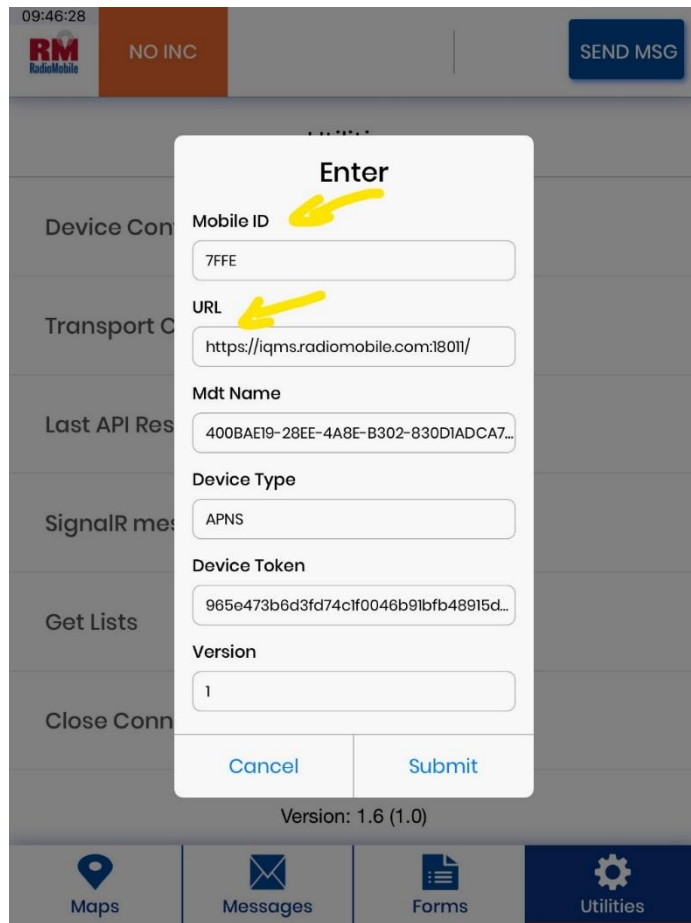 09:46:28
RM
RadioMobile
NO INC
SEND MSG
Enter
Mobile ID
7FFE
Device Con
URL
https://iqms.radiomobile.com:18011/
Transport C
Mdt Name
400BAE19-28EE-4A8E-B302-830D1ADCA7...
Last API Res
Device Type
APNS
SignalR mes
Device Token
965e473b6d3fd74c1f0046b91bfb48915d...
Get Lists
Version
1
Close Conn
Cancel
Submit
Version: 1.6 (1.0)
Maps
Messages
Forms
Utilities